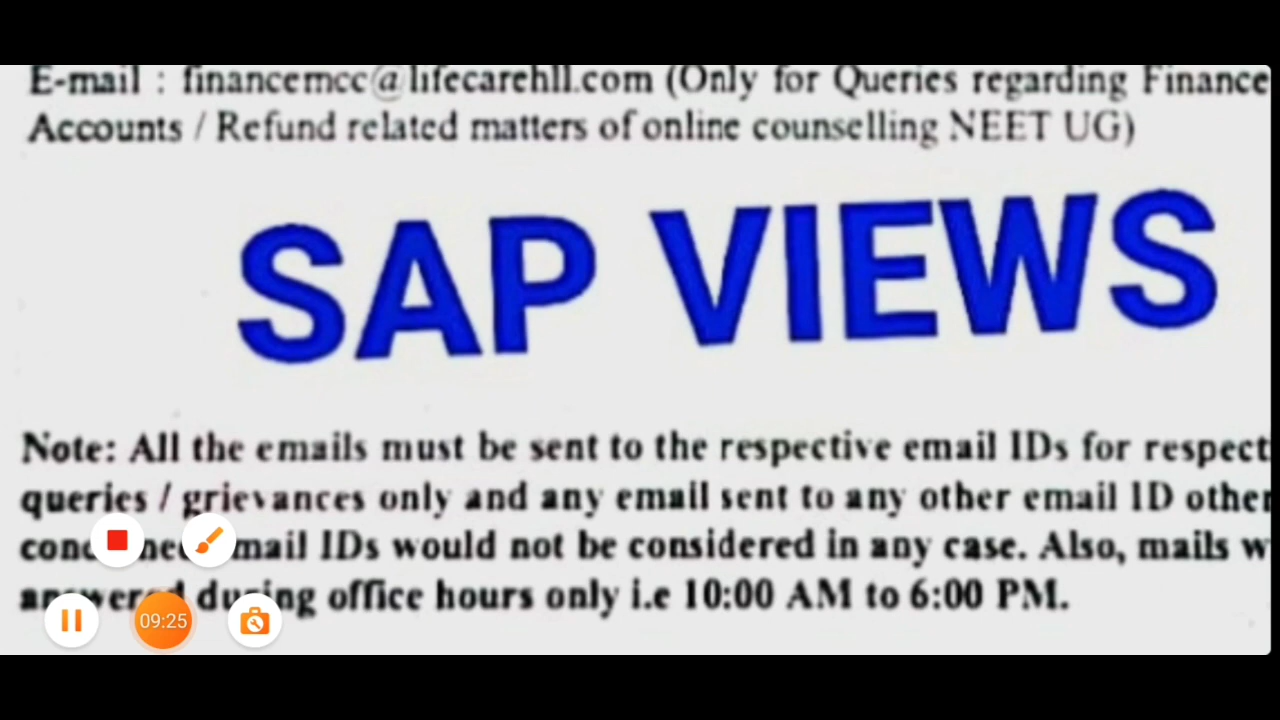 E-mail : financemcc@lifecarehll.com (Only for Queries regarding Finance
Accounts / Refund related matters of online counselling NEET UG)
SAP VIEWS
Note: All the emails must be sent to the respective email IDs for respect
queries / grievances only and any email sent to any other email ID other
mail IDs would not be considered in any case. Also, mails w
during office hours only i.e 10:00 AM to 6:00 PM.
09:25